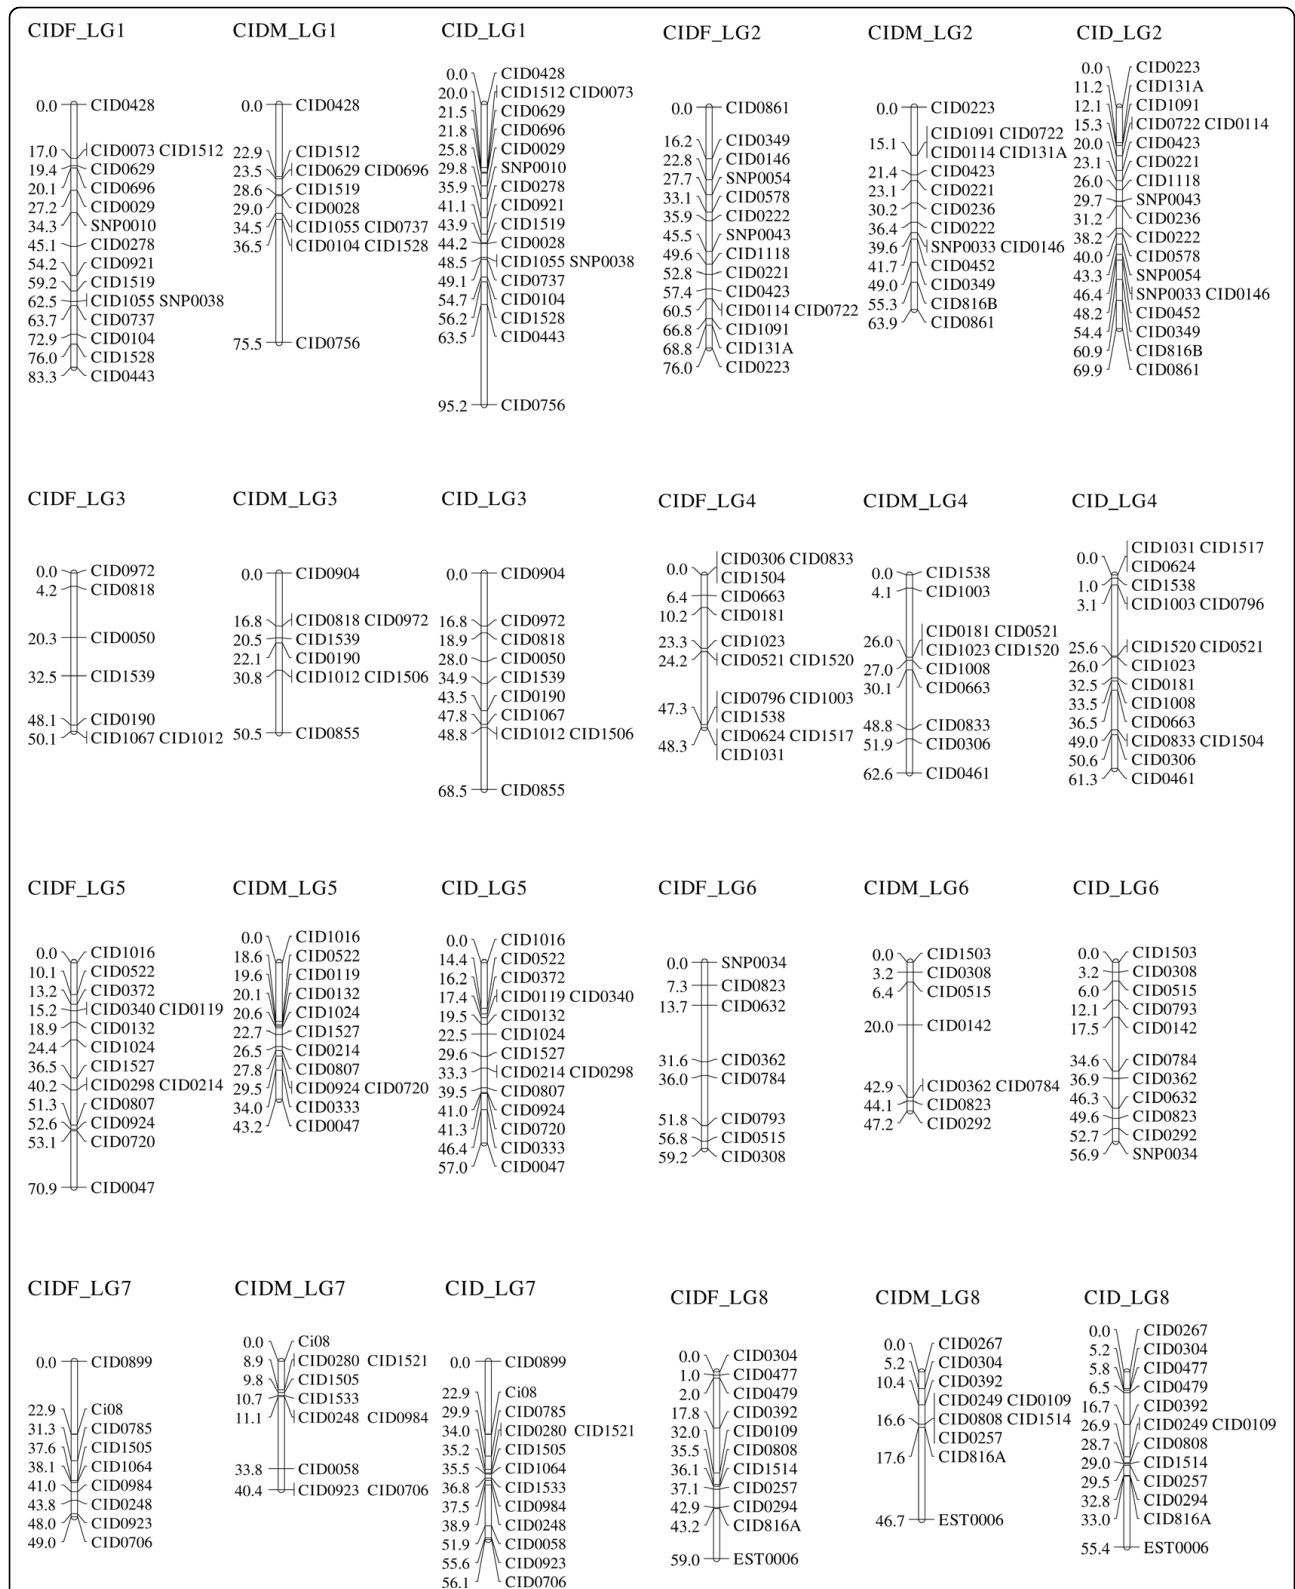 CIDF_LG1
0.0 CID0428
17.0 CID0073 CID1512
19.4 CID0629
20.1 CID0696
27.2 CID0029
34.3 SNP0010
45.1 CID0278
54.2 CID0921
59.2 CID1519
62.5 CID1055 SNP0038
63.7 CID0737
72.9 CID0104
76.0 CID1528
83.3 CID0443
CIDM_LG1
0.0 CID0428
22.9 CID1512
23.5 CID0629 CID0696
28.6 CID1519
29.0 CID0028
34.5 CID1055 CID0737
36.5 CID0104 CID1528
75.5 CID0756
CID_LG1
0.0 CID0428
20.0 CID1512 CID0073
21.5 CID0629
21.8 CID0696
25.8 CID0029
29.8 SNP0010
35.9 CID0278
41.1 CID0921
43.9 CID1519
44.2 CID0028
48.5 CID1055 SNP0038
49.1 CID0737
54.7 CID0104
56.2 CID1528
63.5 CID0443
95.2 CID0756
CIDF_LG2
0.0 CID0861
16.2 CID0349
22.8 CID0146
27.7 SNP0054
33.1 CID0578
35.9 CID0222
45.5 SNP0043
49.6 CID1118
52.8 CID0221
57.4 CID0423
60.5 CID0114 CID0722
66.8 CID1091
68.8 CID131A
76.0 CID0223
CIDM_LG2
0.0 CID0223
CID1091 CID0722
15.1 CID0114 CID131A
21.4 CID0423
23.1 CID0221
30.2 CID0236
36.4 CID0222
39.6 SNP0033 CID0146
41.7 CID0452
49.0 CID0349
55.3 CID816B
63.9 CID0861
CID_LG2
0.0 CID0223
11.2 CID131A
12.1 CID1091
15.3 CID0722 CID0114
20.0 CID0423
23.1 CID0221
26.0 CID1118
29.7 SNP0043
31.2 CID0236
38.2 CID0222
40.0 CID0578
43.3 SNP0054
46.4 SNP0033 CID0146
48.2 CID0452
54.4 CID0349
60.9 CID816B
69.9 CID0861
CIDF_LG3
0.0 CID0972
4.2 CID0818
20.3 CID0050
32.5 CID1539
48.1 CID0190
50.1 CID1067 CID1012
CIDM_LG3
0.0 CID0904
16.8 CID0818 CID0972
20.5 CID1539
22.1 CID0190
30.8 CID1012 CID1506
50.5 CID0855
CID_LG3
0.0 CID0904
16.8 CID0972
18.9 CID0818
28.0 CID0050
34.9 CID1539
43.5 CID0190
47.8 CID1067
48.8 CID1012 CID1506
68.5 CID0855
CIDF_LG4
CID0306 CID0833
0.0 CID1504
6.4 CID0663
10.2 CID0181
23.3 CID1023
24.2 CID0521 CID1520
CID0796 CID1003
47.3 CID1538
48.3 CID0624 CID1517
CID1031
CIDM_LG4
0.0 CID1538
4.1 CID1003
CID0181 CID0521
26.0 CID1023 CID1520
27.0 CID1008
30.1 CID0663
48.8 CID0833
51.9 CID0306
62.6 CID0461
CID_LG4
CID1031 CID1517
0.0 CID0624
1.0 CID1538
3.1 CID1003 CID0796
25.6 CID1520 CID0521
26.0 CID1023
32.5 CID0181
33.5 CID1008
36.5 CID0663
49.0 CID0833 CID1504
50.6 CID0306
61.3 CID0461
CIDF_LG5
0.0 CID1016
10.1 CID0522
13.2 CID0372
15.2 CID0340 CID0119
18.9 CID0132
24.4 CID1024
36.5 CID1527
40.2 CID0298 CID0214
51.3 CID0807
52.6 CID0924
53.1 CID0720
70.9 CID0047
CIDM_LG5
0.0 CID1016
18.6 CID0522
19.6 CID0119
20.1 CID0132
20.6 CID1024
22.7 CID1527
26.5 CID0214
27.8 CID0807
29.5 CID0924 CID0720
34.0 CID0333
43.2 CID0047
CID_LG5
0.0 CID1016
14.4 CID0522
16.2 CID0372
17.4 CID0119 CID0340
19.5 CID0132
22.5 CID1024
29.6 CID1527
33.3 CID0214 CID0298
39.5 CID0807
41.0 CID0924
41.3 CID0720
46.4 CID0333
57.0 CID0047
CIDF_LG6
0.0 SNP0034
7.3 CID0823
13.7 CID0632
31.6 CID0362
36.0 CID0784
51.8 CID0793
56.8 CID0515
59.2 CID0308
CIDM_LG6
0.0 CID1503
3.2 CID0308
6.4 CID0515
20.0 CID0142
42.9 CID0362 CID0784
44.1 CID0823
47.2 CID0292
CID_LG6
0.0 CID1503
3.2 CID0308
6.0 CID0515
12.1 CID0793
17.5 CID0142
34.6 CID0784
36.9 CID0362
46.3 CID0632
49.6 CID0823
52.7 CID0292
56.9 SNP0034
CIDF_LG7
0.0 CID0899
22.9 Ci08
31.3 CID0785
37.6 CID1505
38.1 CID1064
41.0 CID0984
43.8 CID0248
48.0 CID0923
49.0 CID0706
CIDM_LG7
0.0 Ci08
8.9 CID0280 CID1521
9.8 CID1505
10.7 CID1533
11.1 CID0248 CID0984
33.8 CID0058
40.4 CID0923 CID0706
CID_LG7
0.0 CID0899
22.9 Ci08
29.9 CID0785
34.0 CID0280 CID1521
35.2 CID1505
35.5 CID1064
36.8 CID1533
37.5 CID0984
38.9 CID0248
51.9 CID0058
55.6 CID0923
56.1 CID0706
CIDF_LG8
0.0 CID0304
1.0 CID0477
2.0 CID0479
17.8 CID0392
32.0 CID0109
35.5 CID0808
36.1 CID1514
37.1 CID0257
42.9 CID0294
43.2 CID816A
59.0 EST0006
CIDM_LG8
0.0 CID0267
5.2 CID0304
10.4 CID0392
CID0249 CID0109
16.6 CID0808 CID1514
CID0257
17.6 CID816A
46.7 EST0006
CID_LG8
0.0 CID0267
5.2 CID0304
5.8 CID0477
6.5 CID0479
16.7 CID0392
26.9 CID0249 CID0109
28.7 CID0808
29.0 CID1514
29.5 CID0257
32.8 CID0294
33.0 CID816A
55.4 EST0006